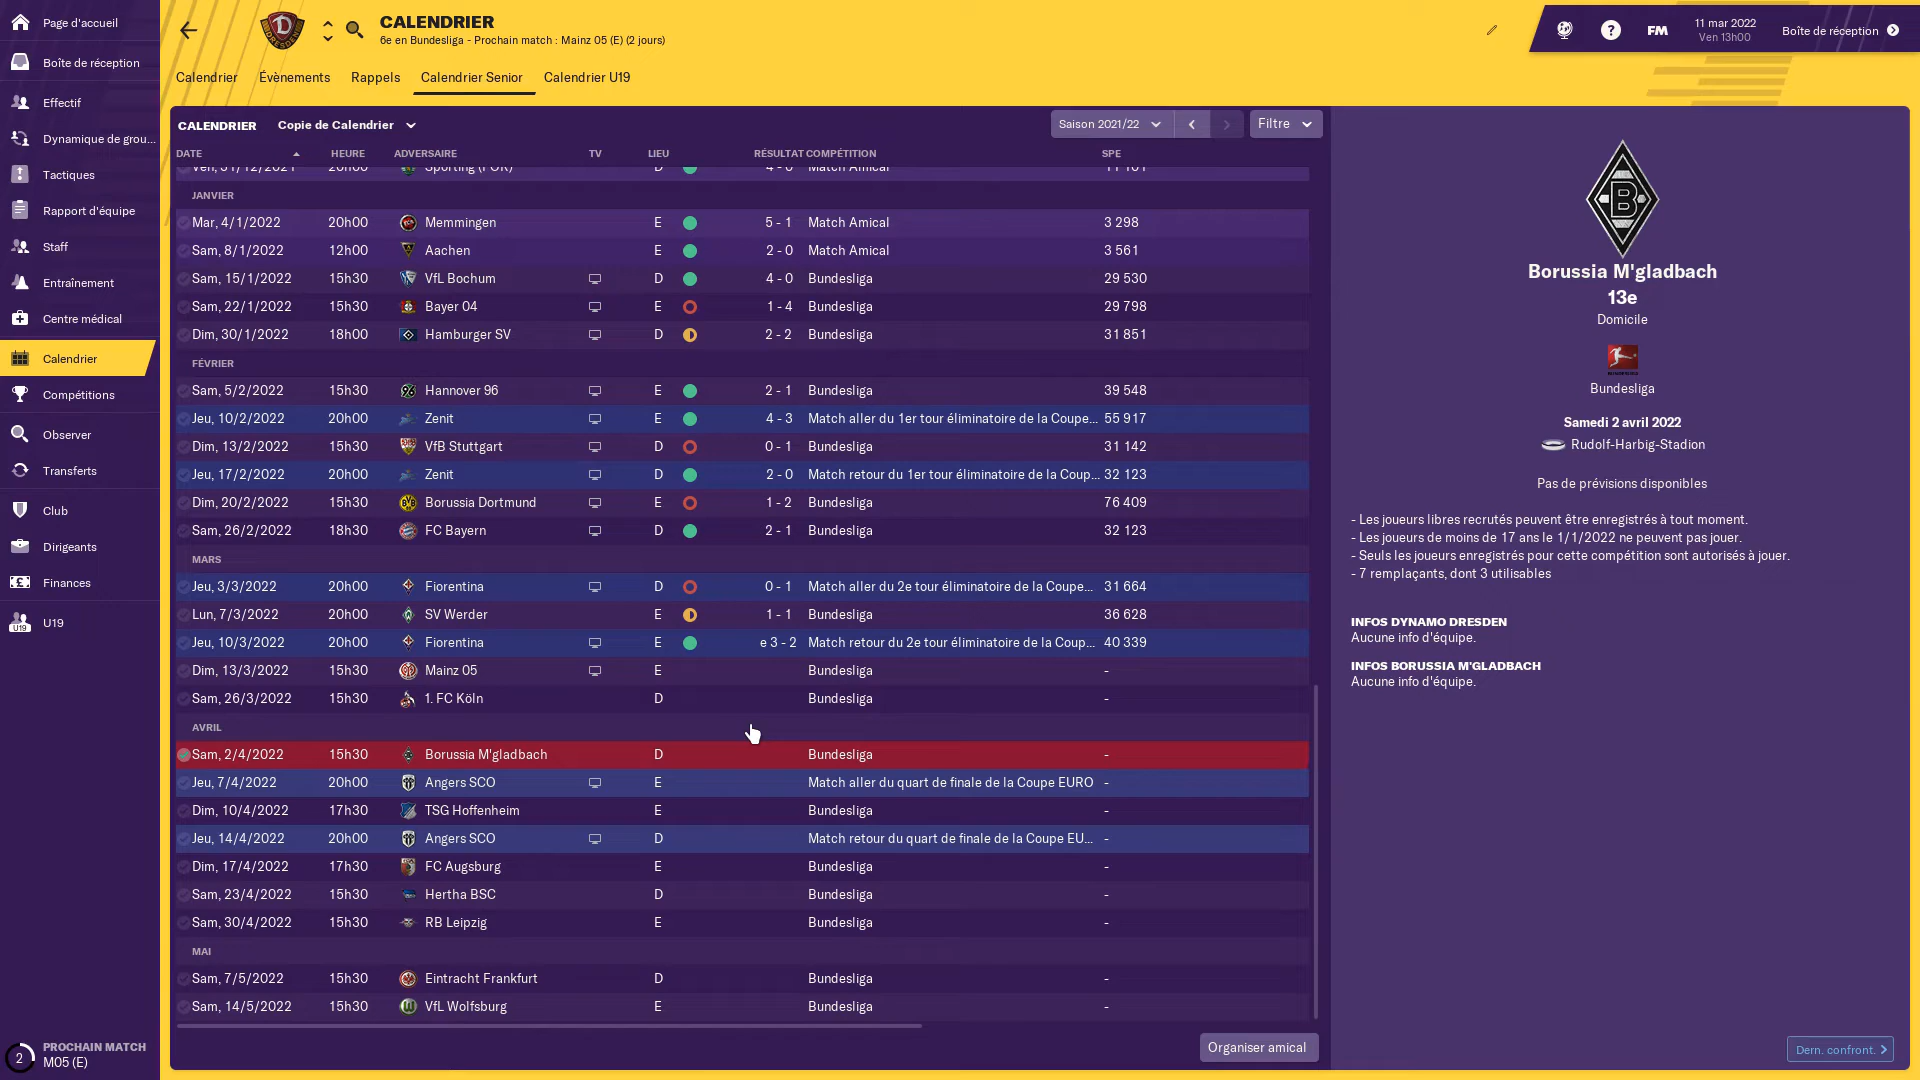 Page d'accueil
Boîte de réception
Effectif
Dynamique de grou...
Tactiques
Rapport d'équipe
Staff
Entraînement
Centre médical
Calendrier
Compétitions
Observer
Transferts
Club
Dirigeants
Finances
U19
U19
2
PROCHAIN MATCH
M05 (E)
CALENDRIER
6e en Bundesliga - Prochain match : Mainz 05 (E) (2 jours)
? FM 11 mar 2022
Ven 13h00
Boîte de réception
Calendrier Évènements Rappels Calendrier Senior Calendrier U19
CALENDRIER Copie de Calendrier Saison 2021/22 Filtre
DATE HEURE ADVERSAIRE TV LIEU RÉSULTAT COMPÉTITION SPE
Ven, 31/12/2021 20h00 Sporting (POR) D 4 - 0 Match Amical 11 101
JANVIER
Mar, 4/1/2022 20h00 Memmingen E 5 - 1 Match Amical 3 298
Sam, 8/1/2022 12h00 Aachen E 2 - 0 Match Amical 3 561
Sam, 15/1/2022 15h30 VfL Bochum D 4 - 0 Bundesliga 29 530
Sam, 22/1/2022 15h30 Bayer 04 E 1 - 4 Bundesliga 29 798
Dim, 30/1/2022 18h00 Hamburger SV D 2 - 2 Bundesliga 31 851
FÉVRIER
Sam, 5/2/2022 15h30 Hannover 96 E 2 - 1 Bundesliga 39 548
Jeu, 10/2/2022 20h00 Zenit E 4 - 3 Match aller du 1er tour éliminatoire de la Coupe... 55 917
Dim, 13/2/2022 15h30 VfB Stuttgart D 0 - 1 Bundesliga 31 142
Jeu, 17/2/2022 20h00 Zenit D 2 - 0 Match retour du 1er tour éliminatoire de la Coup... 32 123
Dim, 20/2/2022 15h30 Borussia Dortmund E 1 - 2 Bundesliga 76 409
Sam, 26/2/2022 18h30 FC Bayern D 2 - 1 Bundesliga 32 123
MARS
Jeu, 3/3/2022 20h00 Fiorentina D 0 - 1 Match aller du 2e tour éliminatoire de la Coupe... 31 664
Lun, 7/3/2022 20h00 SV Werder E 1 - 1 Bundesliga 36 628
Jeu, 10/3/2022 20h00 Fiorentina E e 3 - 2 Match retour du 2e tour éliminatoire de la Coup... 40 339
Dim, 13/3/2022 15h30 Mainz 05 E Bundesliga -
Sam, 26/3/2022 15h30 1. FC Köln D Bundesliga -
AVRIL
Sam, 2/4/2022 15h30 Borussia M'gladbach D Bundesliga -
Jeu, 7/4/2022 20h00 Angers SCO E Match aller du quart de finale de la Coupe EURO -
Dim, 10/4/2022 17h30 TSG Hoffenheim E Bundesliga -
Jeu, 14/4/2022 20h00 Angers SCO D Match retour du quart de finale de la Coupe EU... -
Dim, 17/4/2022 17h30 FC Augsburg E Bundesliga -
Sam, 23/4/2022 15h30 Hertha BSC D Bundesliga -
Sam, 30/4/2022 15h30 RB Leipzig E Bundesliga -
MAI
Sam, 7/5/2022 15h30 Eintracht Frankfurt D Bundesliga -
Sam, 14/5/2022 15h30 VfL Wolfsburg E Bundesliga -
Organiser amical
Borussia M'gladbach
13e
Domicile
Bundesliga
Samedi 2 avril 2022
Rudolf-Harbig-Stadion
Pas de prévisions disponibles
- Les joueurs libres recrutés peuvent être enregistrés à tout moment.
- Les joueurs de moins de 17 ans le 1/1/2022 ne peuvent pas jouer.
- Seuls les joueurs enregistrés pour cette compétition sont autorisés à jouer.
- 7 remplaçants, dont 3 utilisables
INFOS DYNAMO DRESDEN
Aucune info d'équipe.
INFOS BORUSSIA M'GLADBACH
Aucune info d'équipe.
Dern. confront.